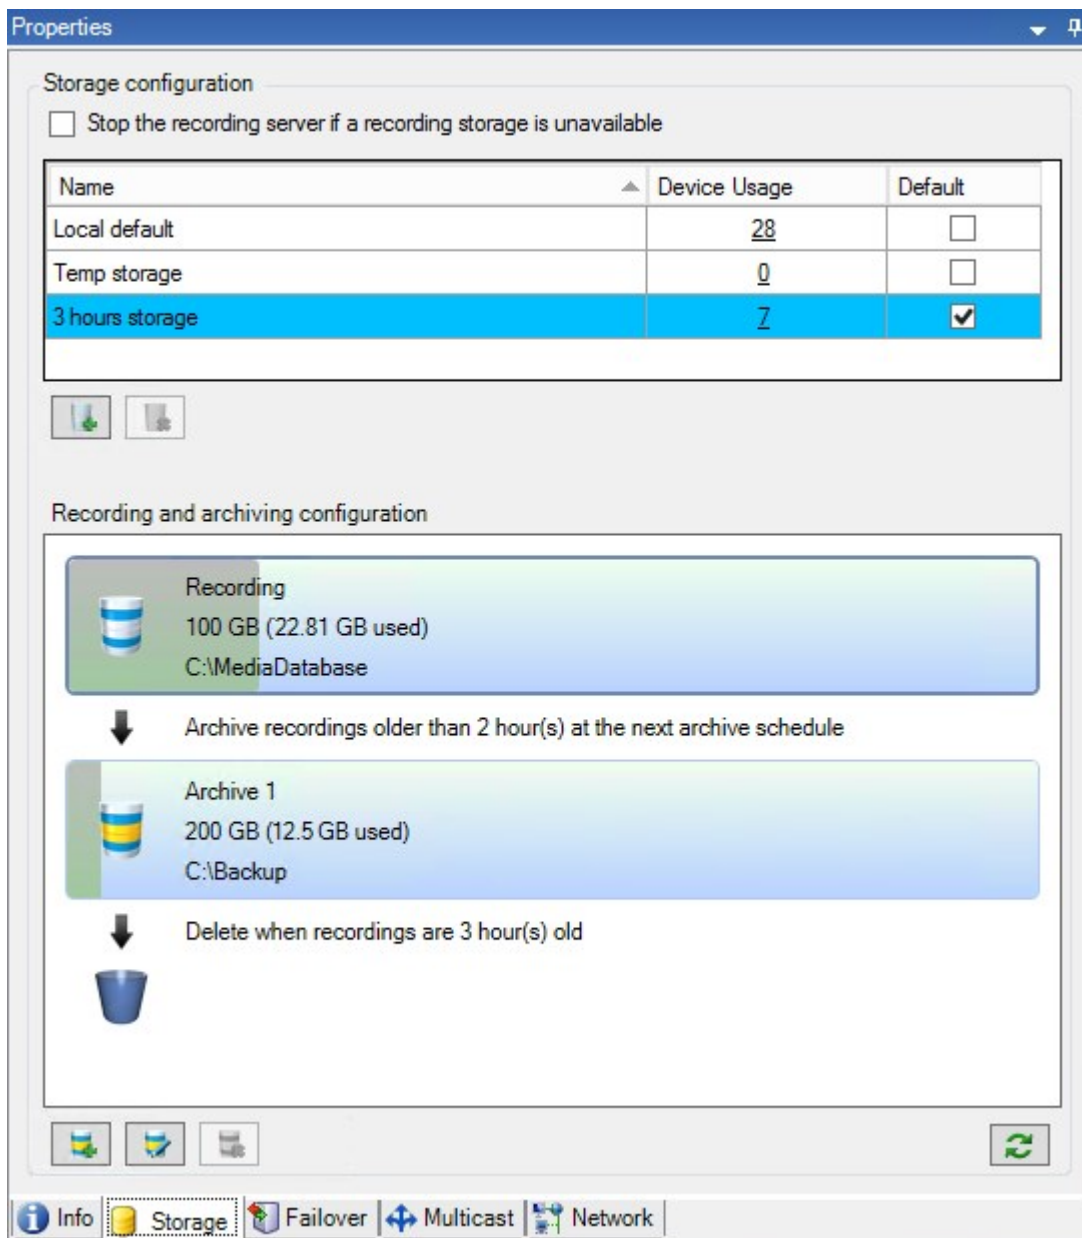 Properties
Storage configuration
Stop the recording server if a recording storage is unavailable
Name Device Usage Default
Local default 28
Temp storage 0
3 hours storage 7
Recording and archiving configuration
Recording
100 GB (22.81 GB used)
C:\MediaDatabase
Archive recordings older than 2 hour(s) at the next archive schedule
Archive 1
200 GB (12.5 GB used)
C:\Backup
Delete when recordings are 3 hour(s) old
Info Storage Failover Multicast Network